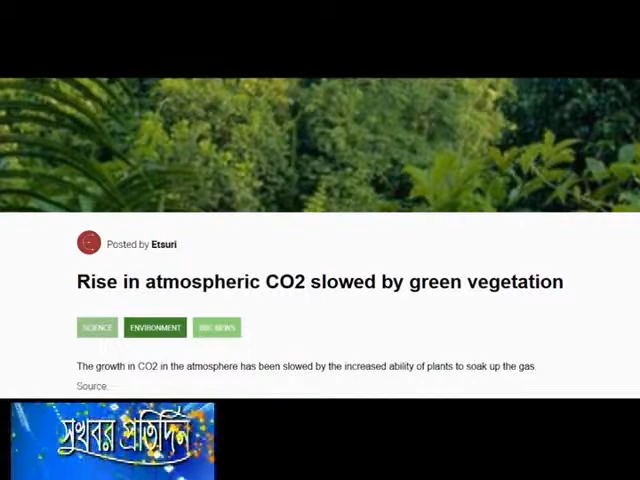 Posted by Etsuri
Rise in atmospheric CO2 slowed by green vegetation
SCIENCE ENVIRONMENT BBC NEWS
The growth in CO2 in the atmosphere has been slowed by the increased ability of plants to soak up the gas
Source:
সুখবর প্রতিদিন